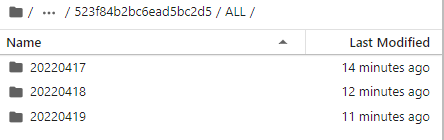 / ··· / 523f84b2bc6ead5bc2d5 / ALL /
Name Last Modified
20220417 14 minutes ago
20220418 12 minutes ago
20220419 11 minutes ago